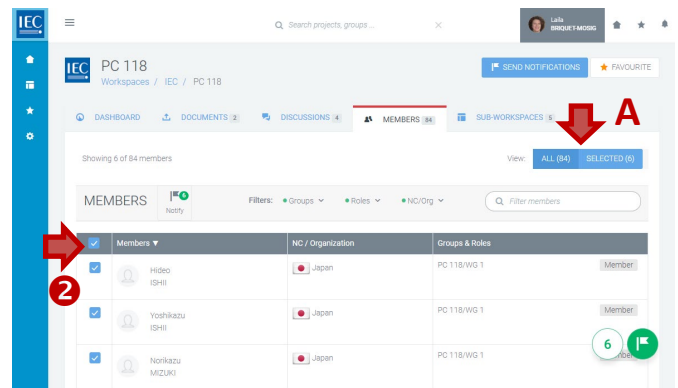 IEC
Search projects, groups ...
Laila
BRIQUET-MOSIG
IEC
PC 118
Workspaces / IEC / PC 118
SEND NOTIFICATIONS
FAVOURITE
A
DASHBOARD
DOCUMENTS 2
DISCUSSIONS 4
MEMBERS 84
SUB-WORKSPACES 5
Showing 6 of 84 members
View:
ALL (84)
SELECTED (6)
MEMBERS
6
Notify
Filters:
Groups
Roles
NC/Org
Filter members
Members ▼
NC / Organization
Groups & Roles
2
Hideo
ISHII
Japan
PC 118/WG 1
Member
Yoshikazu
ISHII
Japan
PC 118/WG 1
Member
Norikazu
MIZUKI
Japan
PC 118/WG 1
6